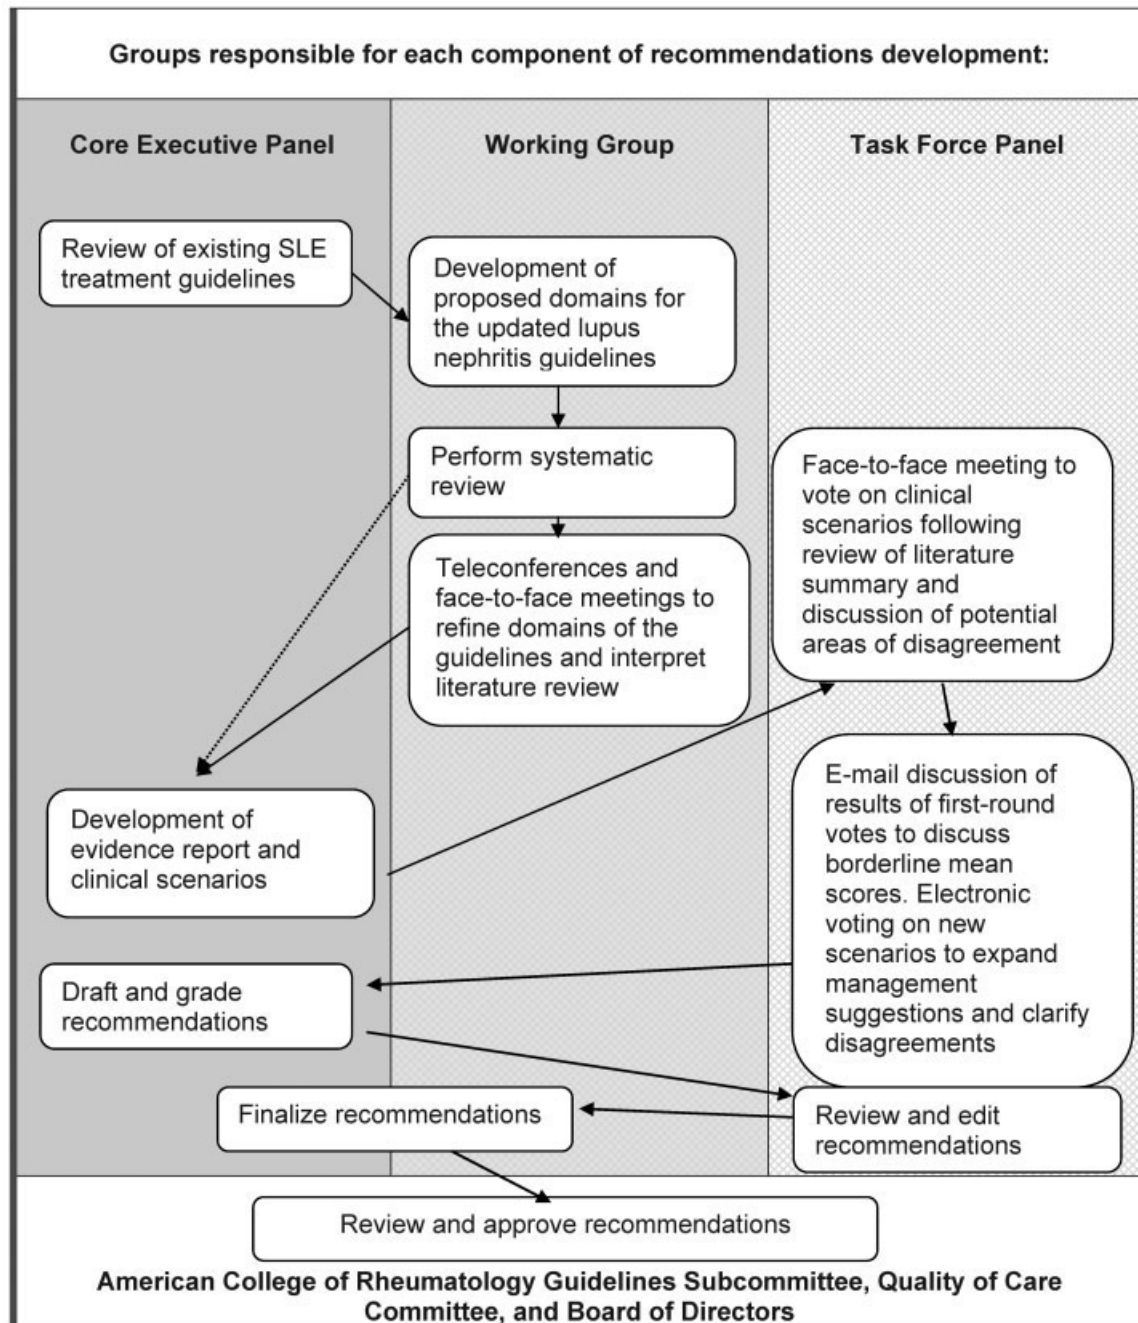 Groups responsible for each component of recommendations development:
Core Executive Panel
Working Group
Task Force Panel
Review of existing SLE
treatment guidelines
Development of
proposed domains for
the updated lupus
nephritis guidelines
Perform systematic
review
Teleconferences and
face-to-face meetings to
refine domains of the
guidelines and interpret
literature review
Face-to-face meeting to
vote on clinical
scenarios following
review of literature
summary and
discussion of potential
areas of disagreement
Development of
evidence report and
clinical scenarios
E-mail discussion of
results of first-round
votes to discuss
borderline mean
scores. Electronic
voting on new
scenarios to expand
management
suggestions and clarify
disagreements
Draft and grade
recommendations
Review and edit
recommendations
Finalize recommendations
Review and approve recommendations
American College of Rheumatology Guidelines Subcommittee, Quality of Care
Committee, and Board of Directors